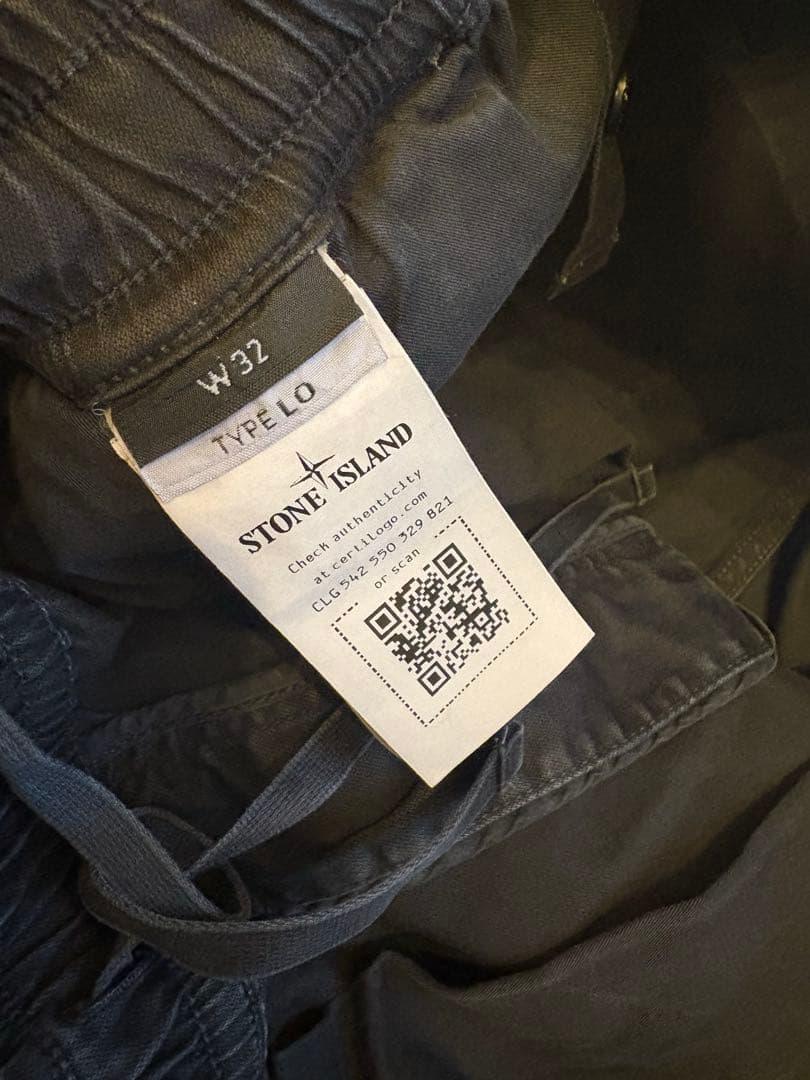 W32
TYPE LO
STONE ISLAND
Check authenticity
at certilogo.com
CLG 542 550 329 821
or scan